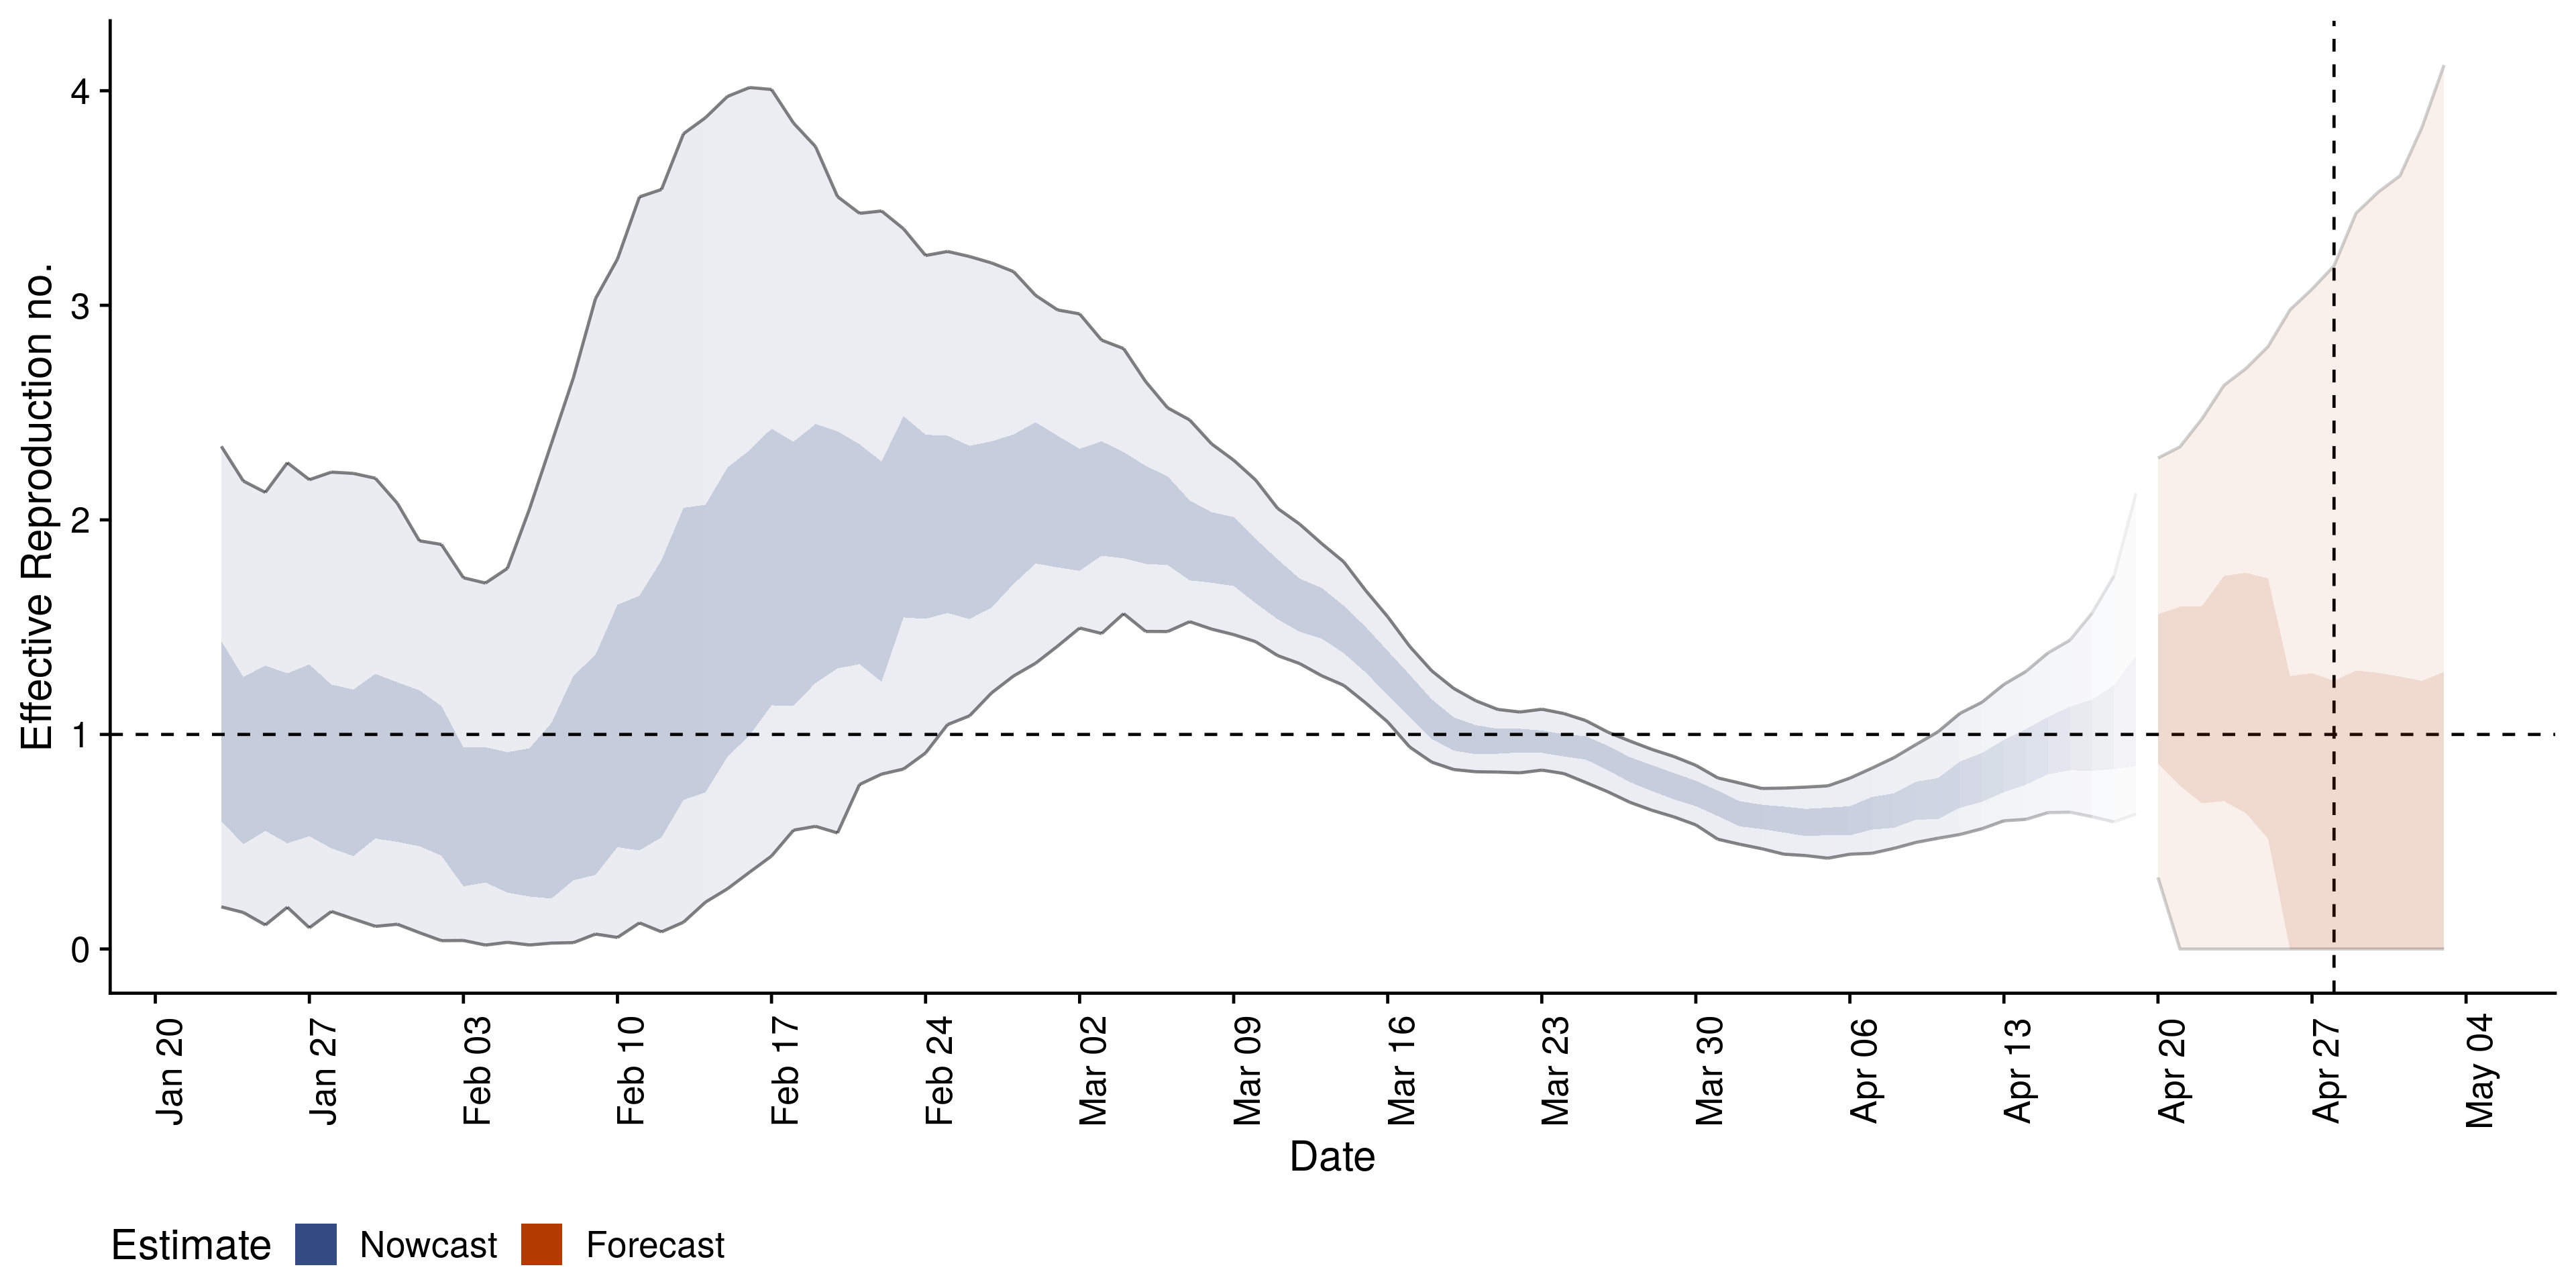 Effective Reproduction no.
4
3
2
1
0
Jan 20
Jan 27
Feb 03
Feb 10
Feb 17
Feb 24
Mar 02
Mar 09
Mar 16
Mar 23
Mar 30
Apr 06
Apr 13
Apr 20
Apr 27
May 04
Date
Estimate Nowcast Forecast